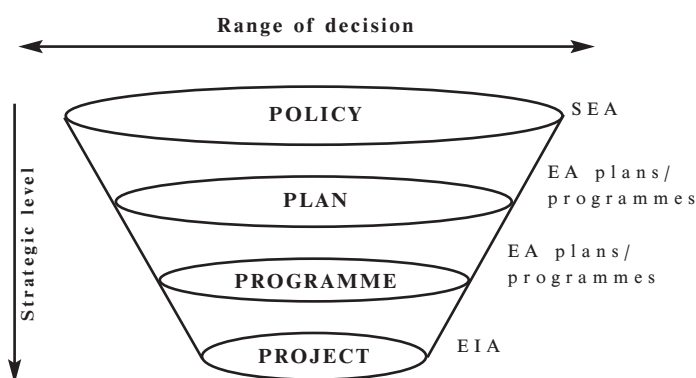 Range of decision
POLICY
SEA
EA plans/
programmes
PLAN
EA plans/
programmes
PROGRAMME
PROJECT
EIA
Strategic level